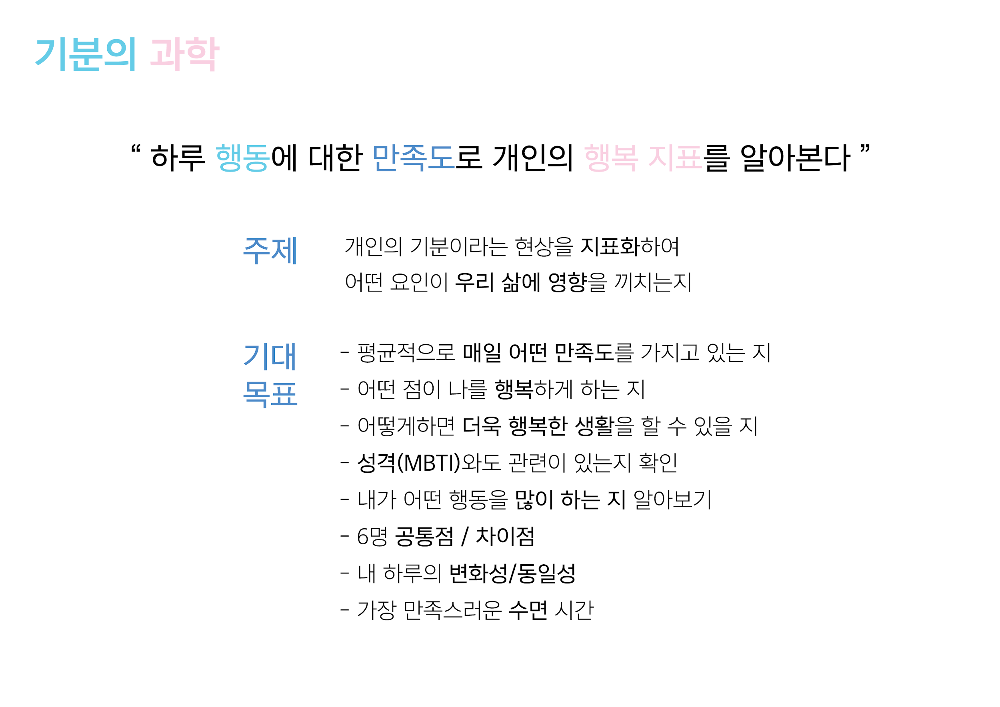 기분의 과학
“ 하루 행동에 대한 만족도로 개인의 행복 지표를 알아본다 ”
주제
개인의 기분이라는 현상을 지표화하여
어떤 요인이 우리 삶에 영향을 끼치는지
기대
목표
- 평균적으로 매일 어떤 만족도를 가지고 있는 지
- 어떤 점이 나를 행복하게 하는 지
- 어떻게하면 더욱 행복한 생활을 할 수 있을 지
- 성격(MBTI)와도 관련이 있는지 확인
- 내가 어떤 행동을 많이 하는 지 알아보기
- 6명 공통점 / 차이점
- 내 하루의 변화성/동일성
- 가장 만족스러운 수면 시간